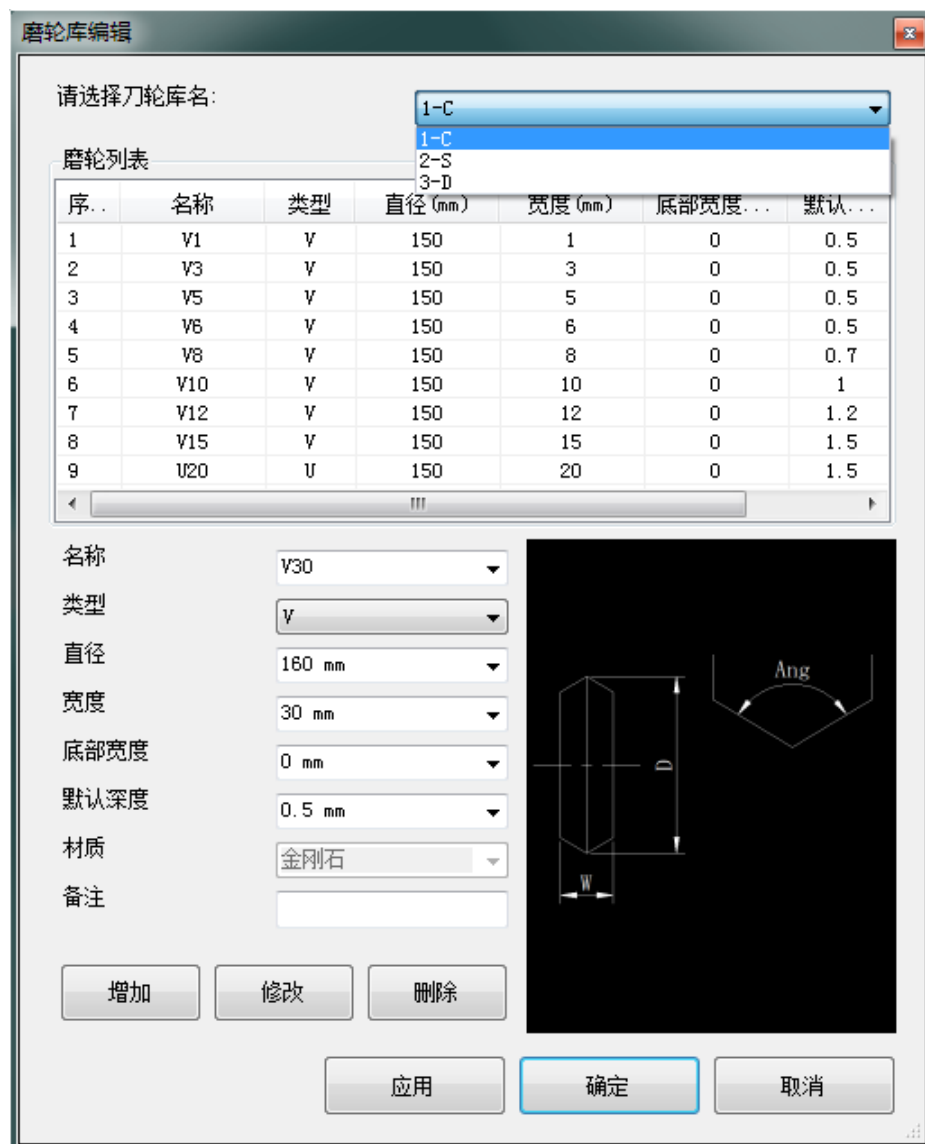 磨轮库编辑
请选择刀轮库名:
1-C
1-C
2-S
3-D
磨轮列表
序.. 名称 类型 直径(mm) 宽度(mm) 底部宽度... 默认...
1 V1 V 150 1 0 0.5
2 V3 V 150 3 0 0.5
3 V5 V 150 5 0 0.5
4 V6 V 150 6 0 0.5
5 V8 V 150 8 0 0.7
6 V10 V 150 10 0 1
7 V12 V 150 12 0 1.2
8 V15 V 150 15 0 1.5
9 U20 U 150 20 0 1.5
名称 V30
类型 V
直径 160 mm
宽度 30 mm
底部宽度 0 mm
默认深度 0.5 mm
材质 金刚石
备注
Ang
D
W
增加 修改 删除
应用 确定 取消